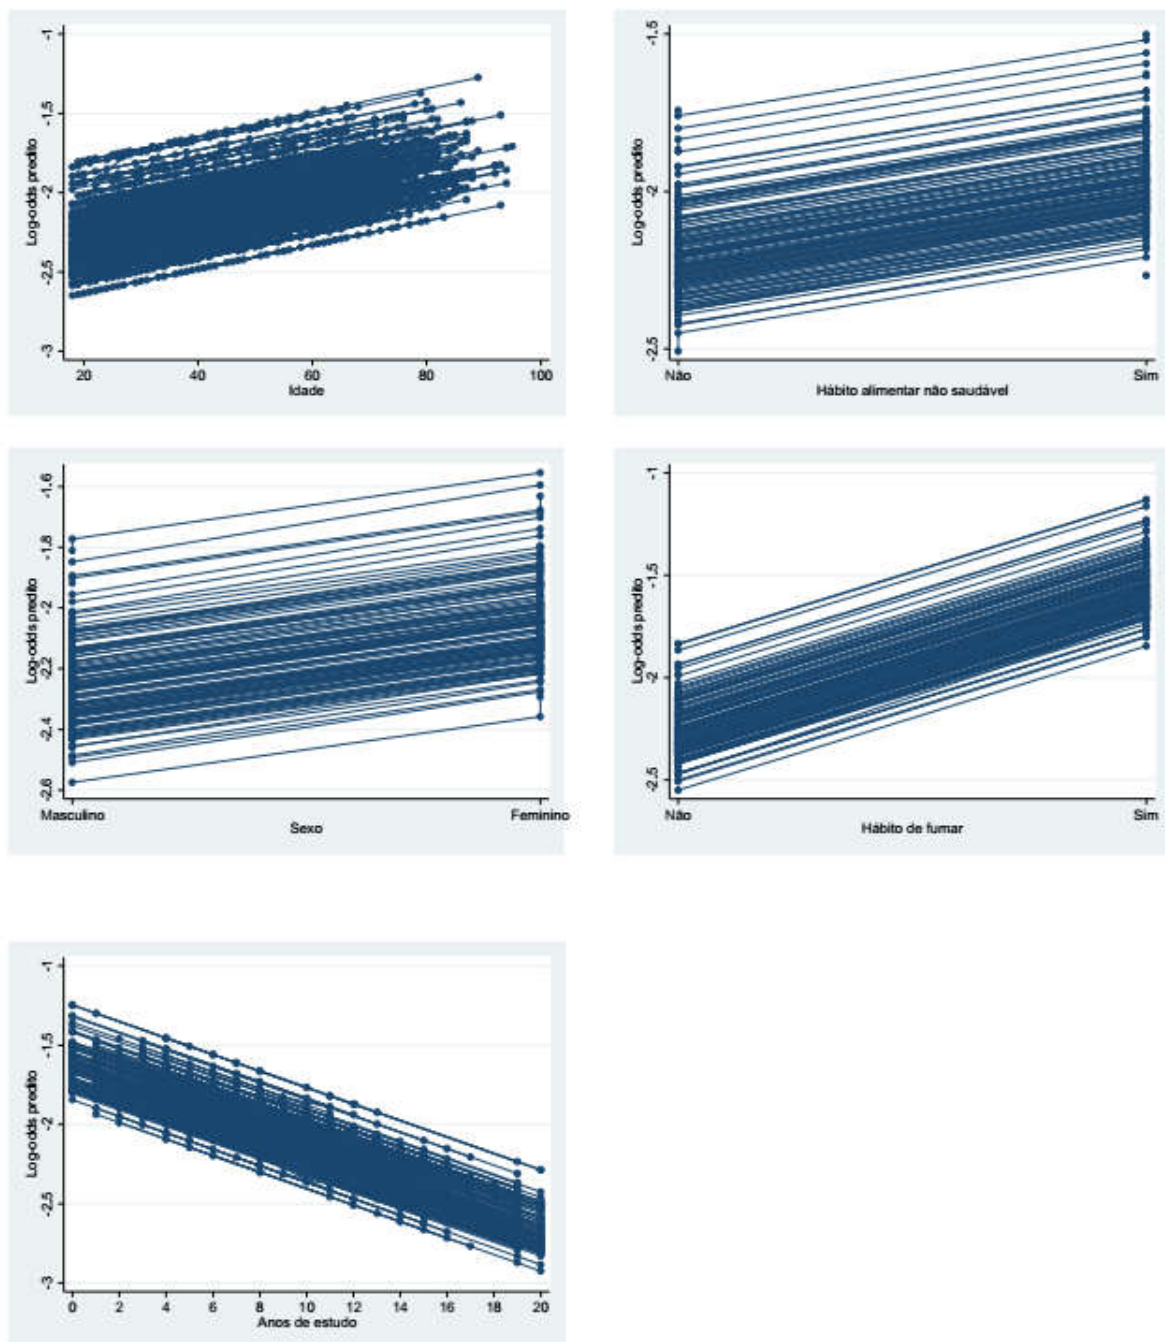 Log-odds predito
-1
-1.5
-2
-2.5
-3
20 40 60 80 100
Idade
Log-odds predito
-1.5
-2
-2.5
Não Sim
Hábito alimentar não saudável
Log-odds predito
-1.6
-1.8
-2
-2.2
-2.4
-2.6
Masculino Feminino
Sexo
Log-odds predito
-1
-1.5
-2
-2.5
Não Sim
Hábito de fumar
Log-odds predito
-1
-1.5
-2
-2.5
-3
0 2 4 6 8 10 12 14 16 18 20
Anos de estudo